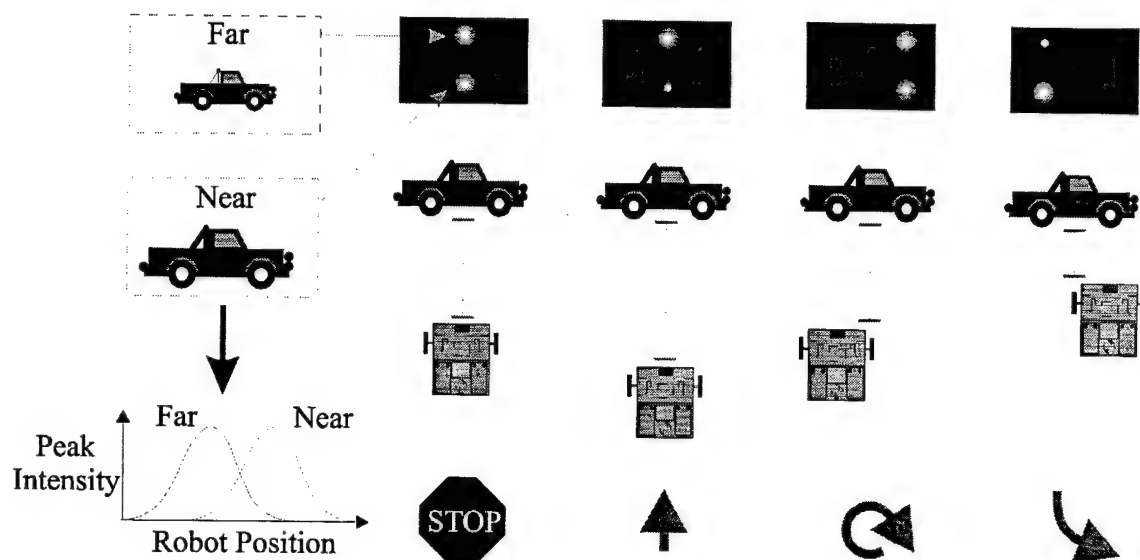 Far
Near
Far
Near
Peak
Intensity
Robot Position
STOP